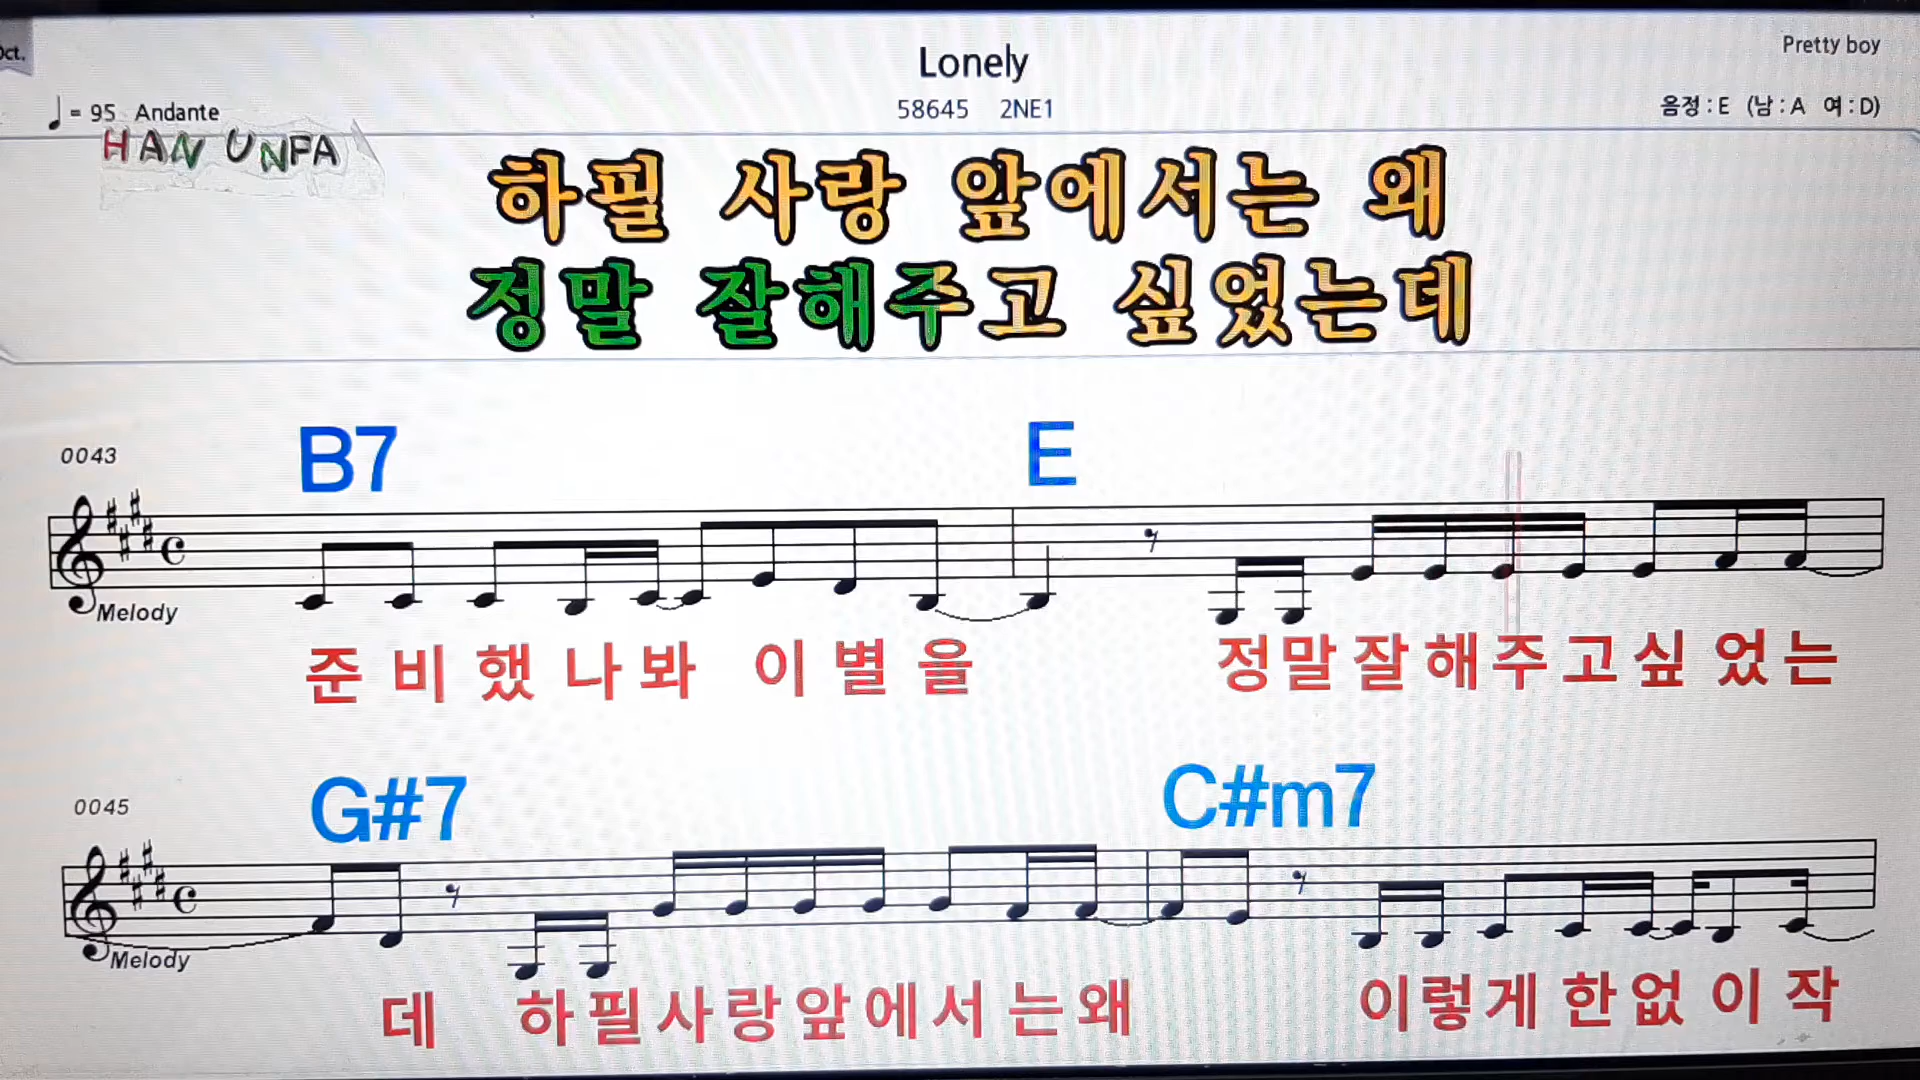 Oct.
Lonely
Pretty boy
♩= 95 Andante
58645 2NE1
음정 : E (남 : A 여 : D)
HAN UNPA
하필 사랑 앞에서는 왜
정말 잘해주고 싶었는데
B7 E
0043
Melody
준비했나봐 이별을 정말잘해주고싶었는
G#7 C#m7
0045
Melody
데 하필사랑앞에서는왜 이렇게한없이작